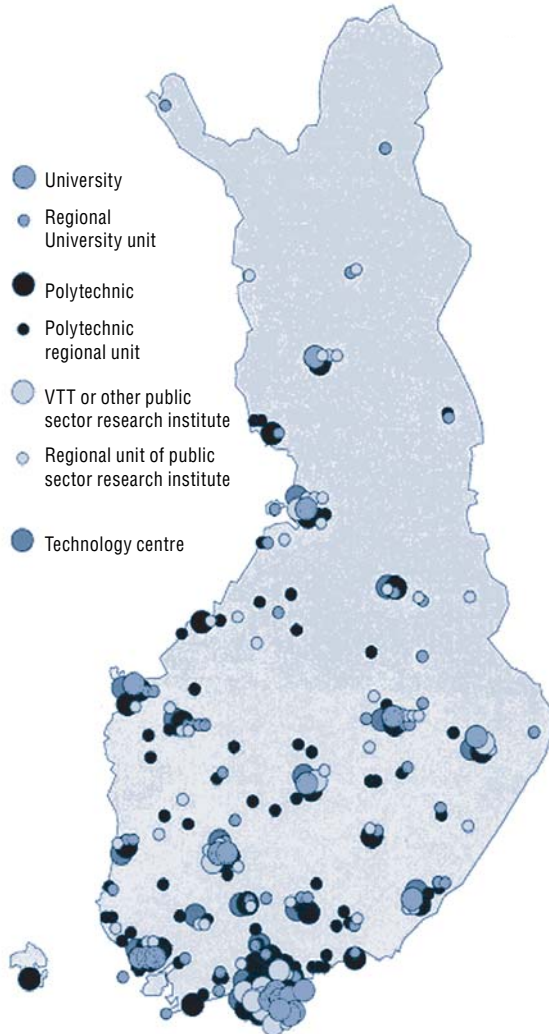 University
Regional
University unit
Polytechnic
Polytechnic
regional unit
VTT or other public
sector research institute
Regional unit of public
sector research institute
Technology centre